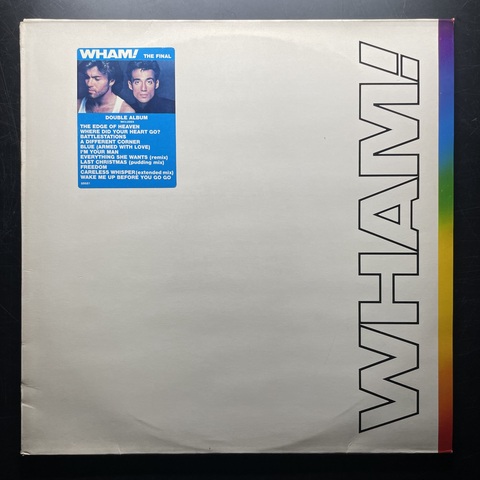 WHAM! THE FINAL
DOUBLE ALBUM
THE EDGE OF HEAVEN
WHERE DID YOUR HEART GO?
BATTLESTATIONS
A DIFFERENT CORNER
BLUE (ARMED WITH LOVE)
I'M YOUR MAN
EVERYTHING SHE WANTS (remix)
LAST CHRISTMAS (pudding mix)
FREEDOM
CARELESS WHISPER (extended mix)
WAKE ME UP BEFORE YOU GO GO
WHAM!